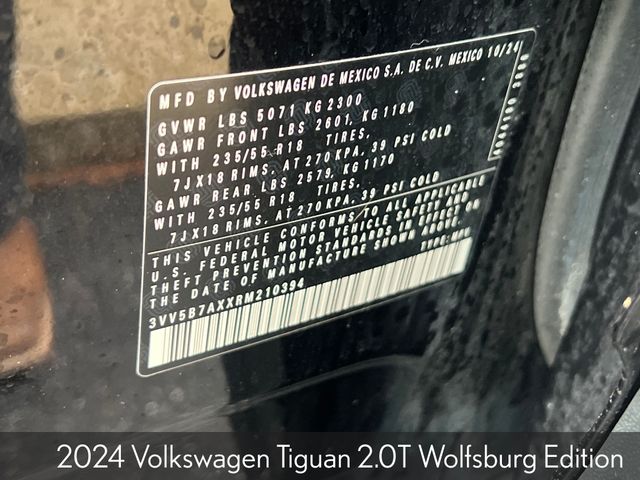 MFD BY VOLKSWAGEN DE MEXICO S.A. DE C.V. MEXICO 10/24
GVWR LBS 5071 KG 2300
GAWR FRONT LBS 2601, KG 1180
WITH 235/55 R18 TIRES,
7JX18 RIMS, AT 270 KPA, 39 PSI COLD
GAWR REAR LBS 2579, KG 1170
WITH 235/55 R18 TIRES,
7JX18 RIMS, AT 270 KPA, 39 PSI COLD
THIS VEHICLE CONFORMS TO ALL APPLICABLE
U.S. FEDERAL MOTOR VEHICLE SAFETY AND
THEFT PREVENTION STANDARDS IN EFFECT ON
THE DATE OF MANUFACTURE SHOWN ABOVE.
TYPE: MPV
3VV5B7AXXRM210394
2024 Volkswagen Tiguan 2.0T Wolfsburg Edition